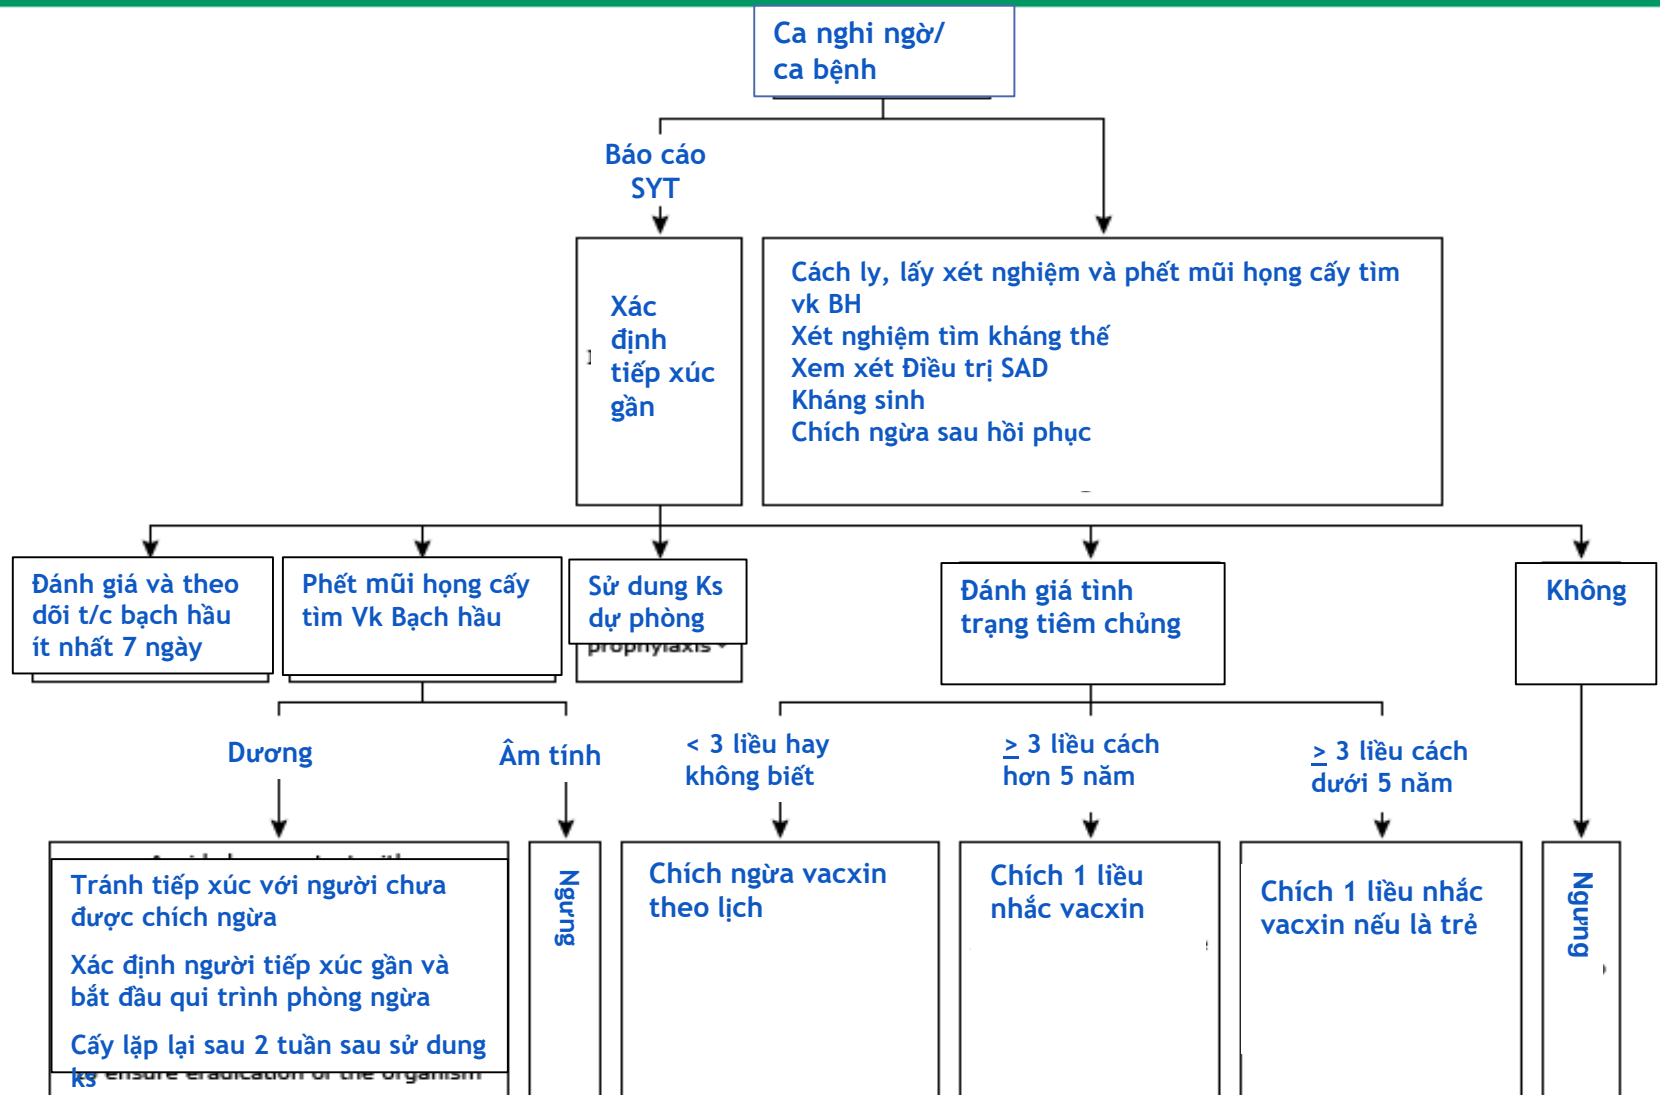 Ca nghi ngờ/
ca bệnh
Báo cáo
SYT
Xác
định
tiếp xúc
gần
Cách ly, lấy xét nghiệm và phết mũi họng cấy tìm
vk BH
Xét nghiệm tìm kháng thế
Xem xét Điều trị SAD
Kháng sinh
Chích ngừa sau hồi phục
Đánh giá và theo
dõi t/c bạch hầu
ít nhất 7 ngày
Phết mũi họng cấy
tìm Vk Bạch hầu
Sử dung Ks
dự phòng
prophylaxis
Đánh giá tình
trạng tiêm chủng
Không
Dương
Âm tính
< 3 liều hay
không biết
≥ 3 liều cách
hơn 5 năm
≥ 3 liều cách
dưới 5 năm
Tránh tiếp xúc với người chưa
được chích ngừa
Xác định người tiếp xúc gần và
bắt đầu qui trình phòng ngừa
Cấy lặp lại sau 2 tuần sau sử dung
ks
ensure eradication of the organism
Ngưng
Chích ngừa vacxin
theo lịch
Chích 1 liều
nhắc vacxin
Chích 1 liều nhắc
vacxin nếu là trẻ
Ngưng